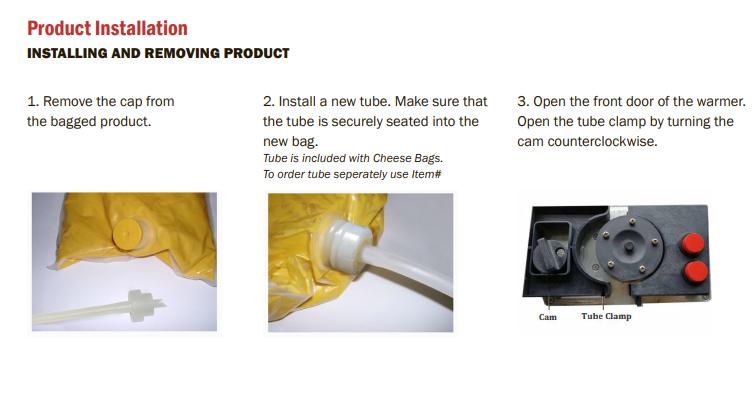 Product Installation
INSTALLING AND REMOVING PRODUCT
1. Remove the cap from
the bagged product.
2. Install a new tube. Make sure that
the tube is securely seated into the
new bag.
Tube is included with Cheese Bags.
To order tube seperately use Item#
3. Open the front door of the warmer.
Open the tube clamp by turning the
cam counterclockwise.
Cam
Tube Clamp